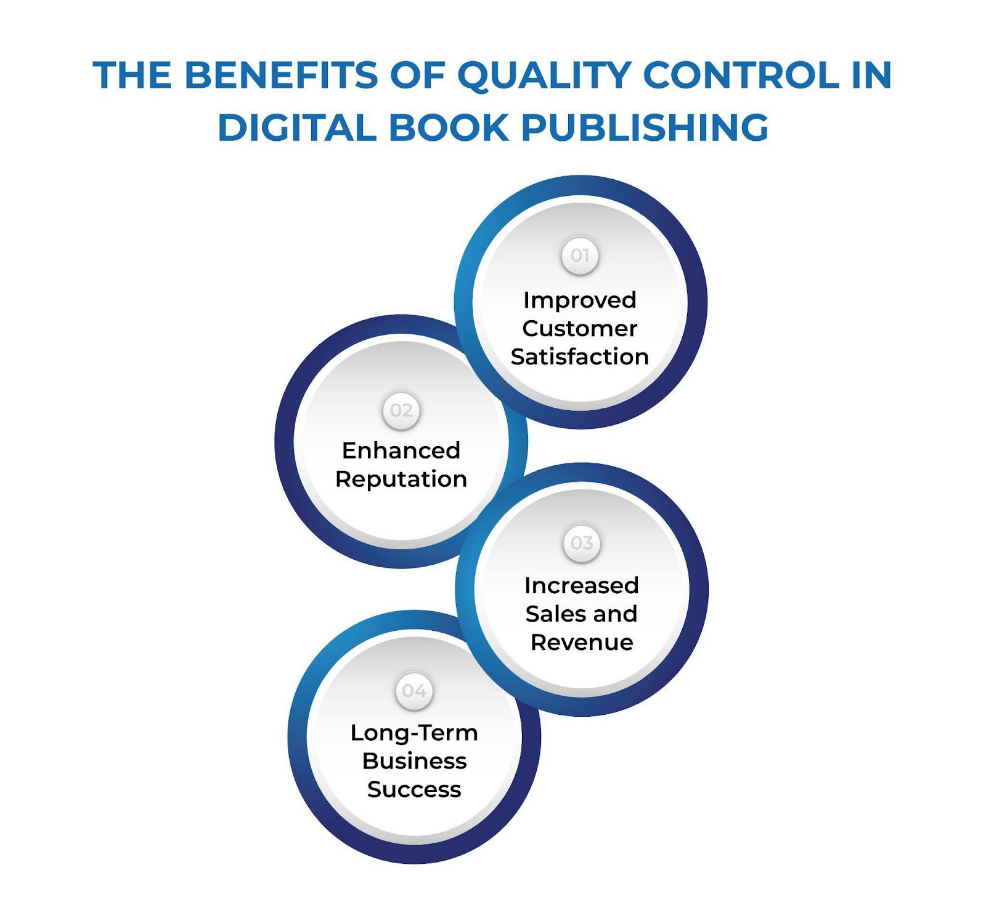 THE BENEFITS OF QUALITY CONTROL IN
DIGITAL BOOK PUBLISHING
01
Improved
Customer
Satisfaction
02
Enhanced
Reputation
03
Increased
Sales and
Revenue
04
Long-Term
Business
Success